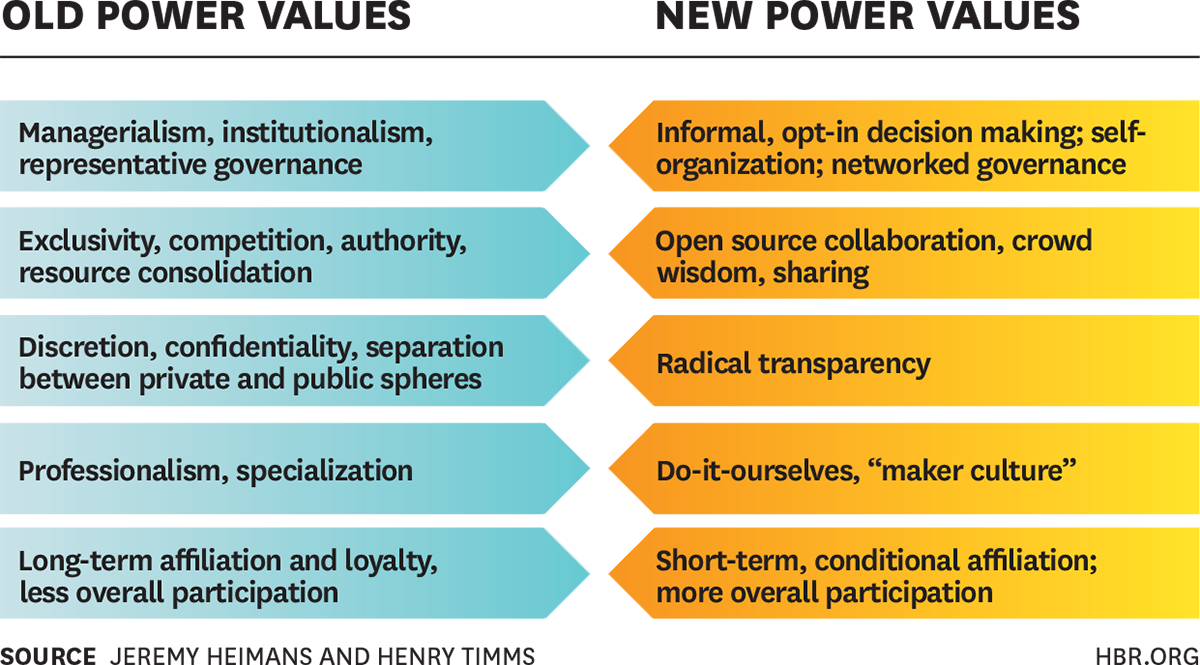 OLD POWER VALUES
NEW POWER VALUES
Managerialism, institutionalism,
representative governance
Informal, opt-in decision making; self-
organization; networked governance
Exclusivity, competition, authority,
resource consolidation
Open source collaboration, crowd
wisdom, sharing
Discretion, confidentiality, separation
between private and public spheres
Radical transparency
Professionalism, specialization
Do-it-ourselves, “maker culture”
Long-term affiliation and loyalty,
less overall participation
Short-term, conditional affiliation;
more overall participation
SOURCE JEREMY HEIMANS AND HENRY TIMMS
HBR.ORG